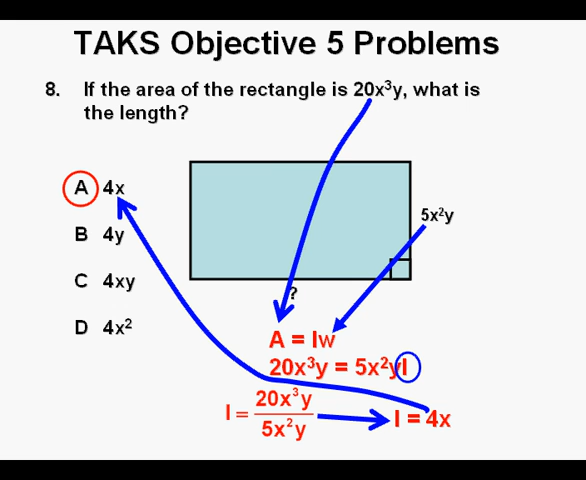 TAKS Objective 5 Problems
8. If the area of the rectangle is 20x³y, what is
the length?
A 4x
5x²y
B 4y
C 4xy
?
D 4x²
A = lw
20x³y = 5x²yl
l = 20x³y / 5x²y
l = 4x